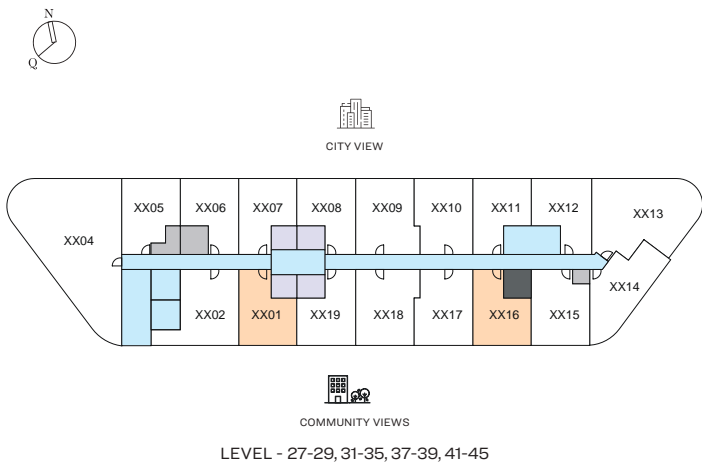 N
Q
CITY VIEW
XX05 XX06 XX07 XX08 XX09 XX10 XX11 XX12 XX13
XX04
XX14
XX02 XX01 XX19 XX18 XX17 XX16 XX15
COMMUNITY VIEWS
LEVEL - 27-29, 31-35, 37-39, 41-45